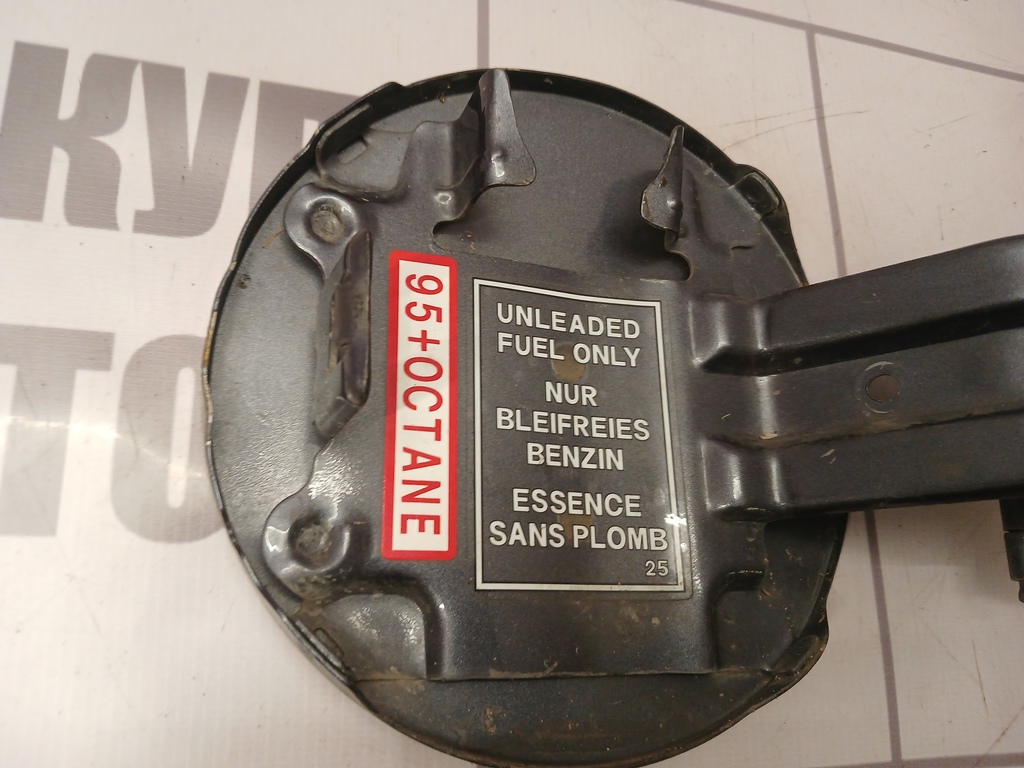 95+OCTANE
UNLEADED
FUEL ONLY
NUR
BLEIFREIES
BENZIN
ESSENCE
SANS PLOMB
25